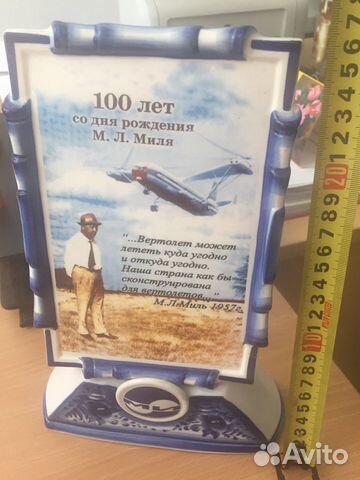 100 лет
со дня рождения
М. Л. Миля
"...Вертолет может
лететь куда угодно
и откуда угодно.
Наша страна как бы
сконструирована
для вертолетов..."
М.Л.Миль 1957г.
Avito